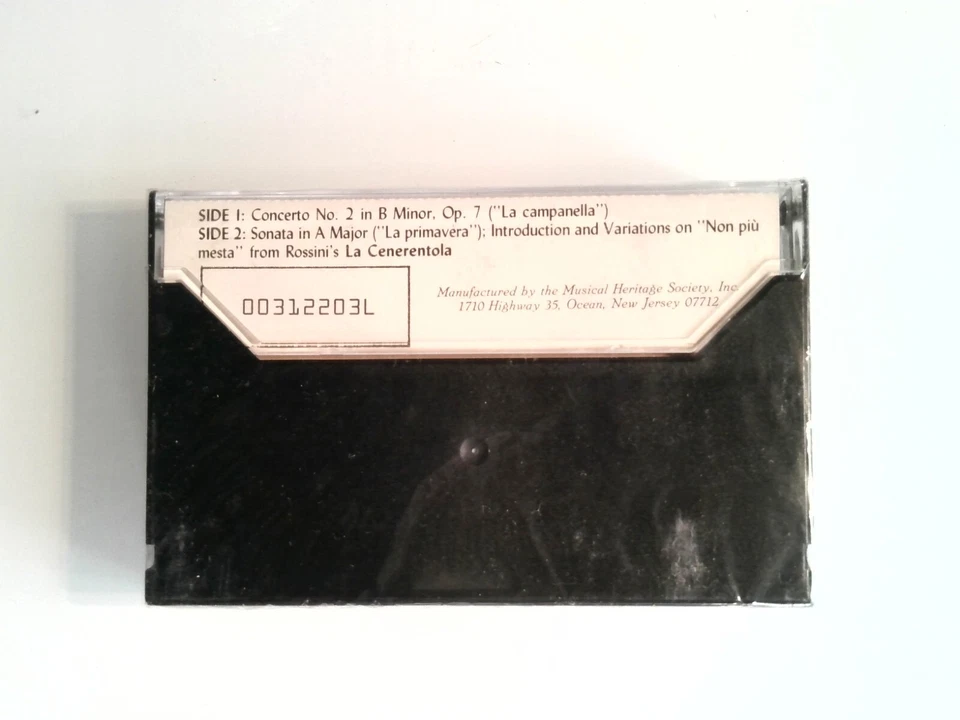 SIDE 1: Concerto No. 2 in B Minor, Op. 7 (''La campanella'')
SIDE 2: Sonata in A Major (''La primavera''); Introduction and Variations on ''Non più
mesta'' from Rossini's La Cenerentola
00312203L
Manufactured by the Musical Heritage Society, Inc.
1710 Highway 35, Ocean, New Jersey 07712